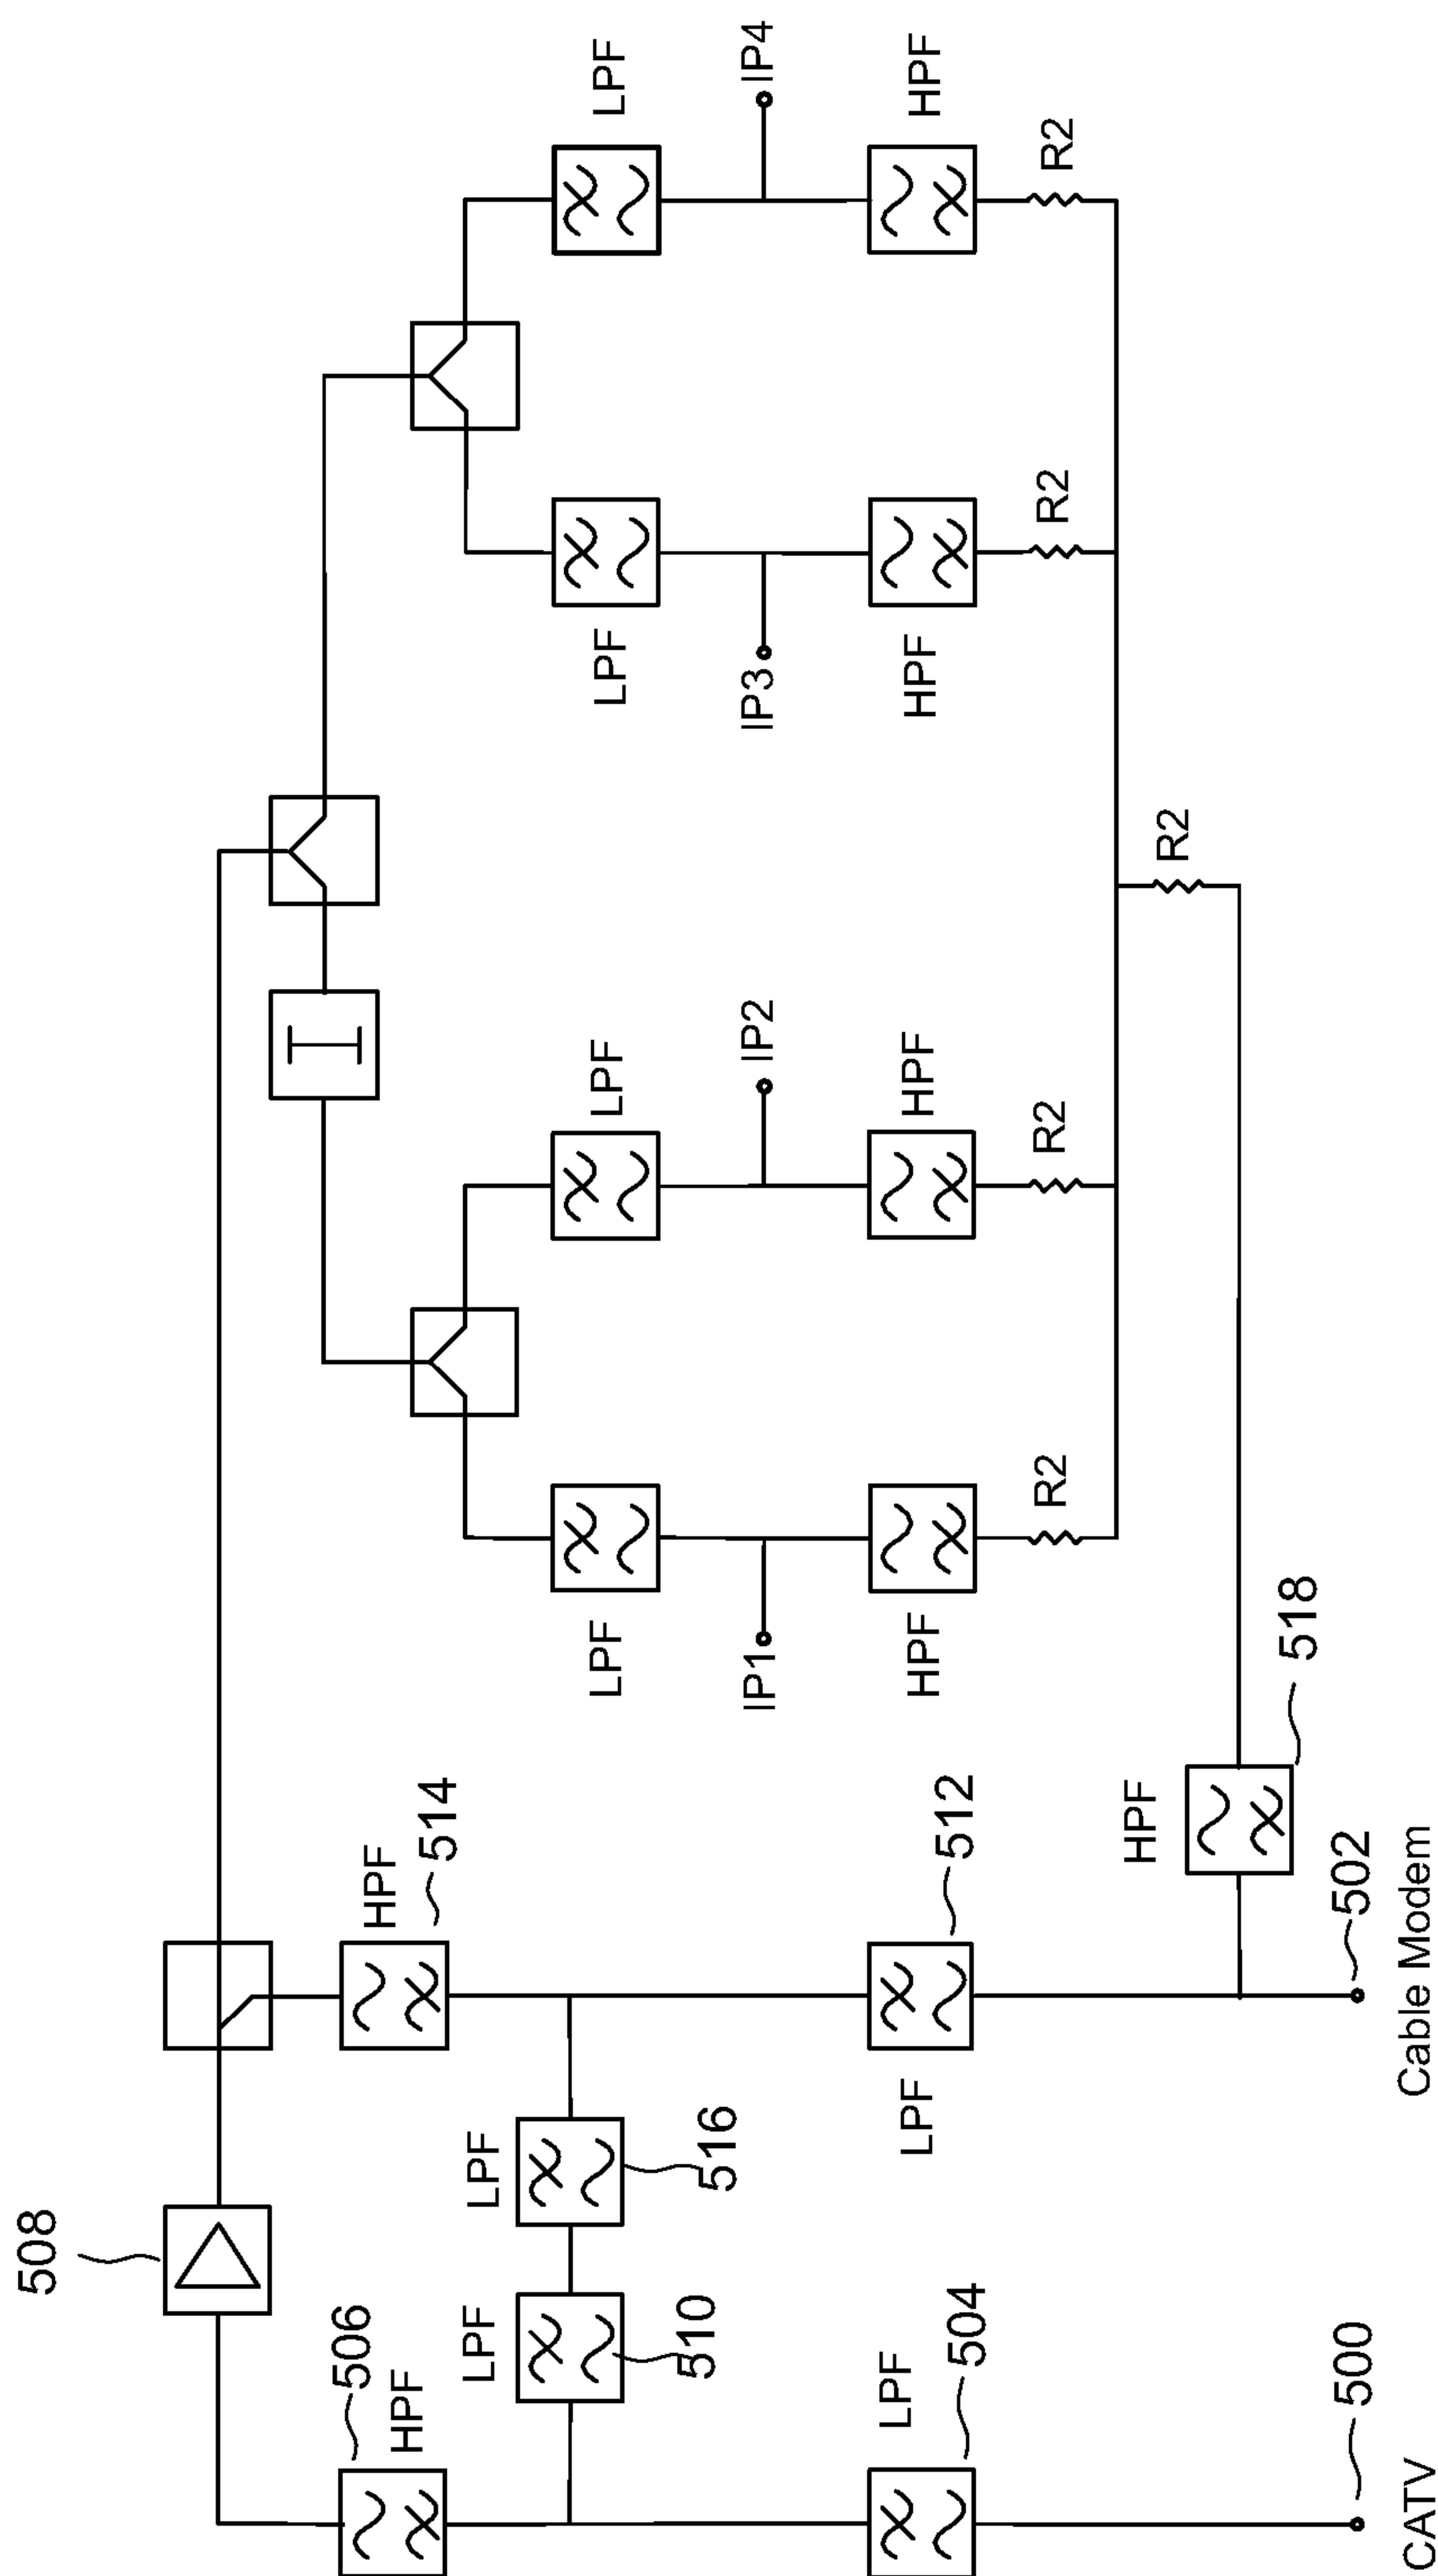 508
506
HPF
HPF
514
LPF
510
LPF
516
LPF
504
LPF
512
HPF
518
500
CATV
502
Cable Modem
LPF
IP1
HPF
R2
LPF
IP2
HPF
R2
LPF
IP3
HPF
R2
LPF
IP4
HPF
R2
R2